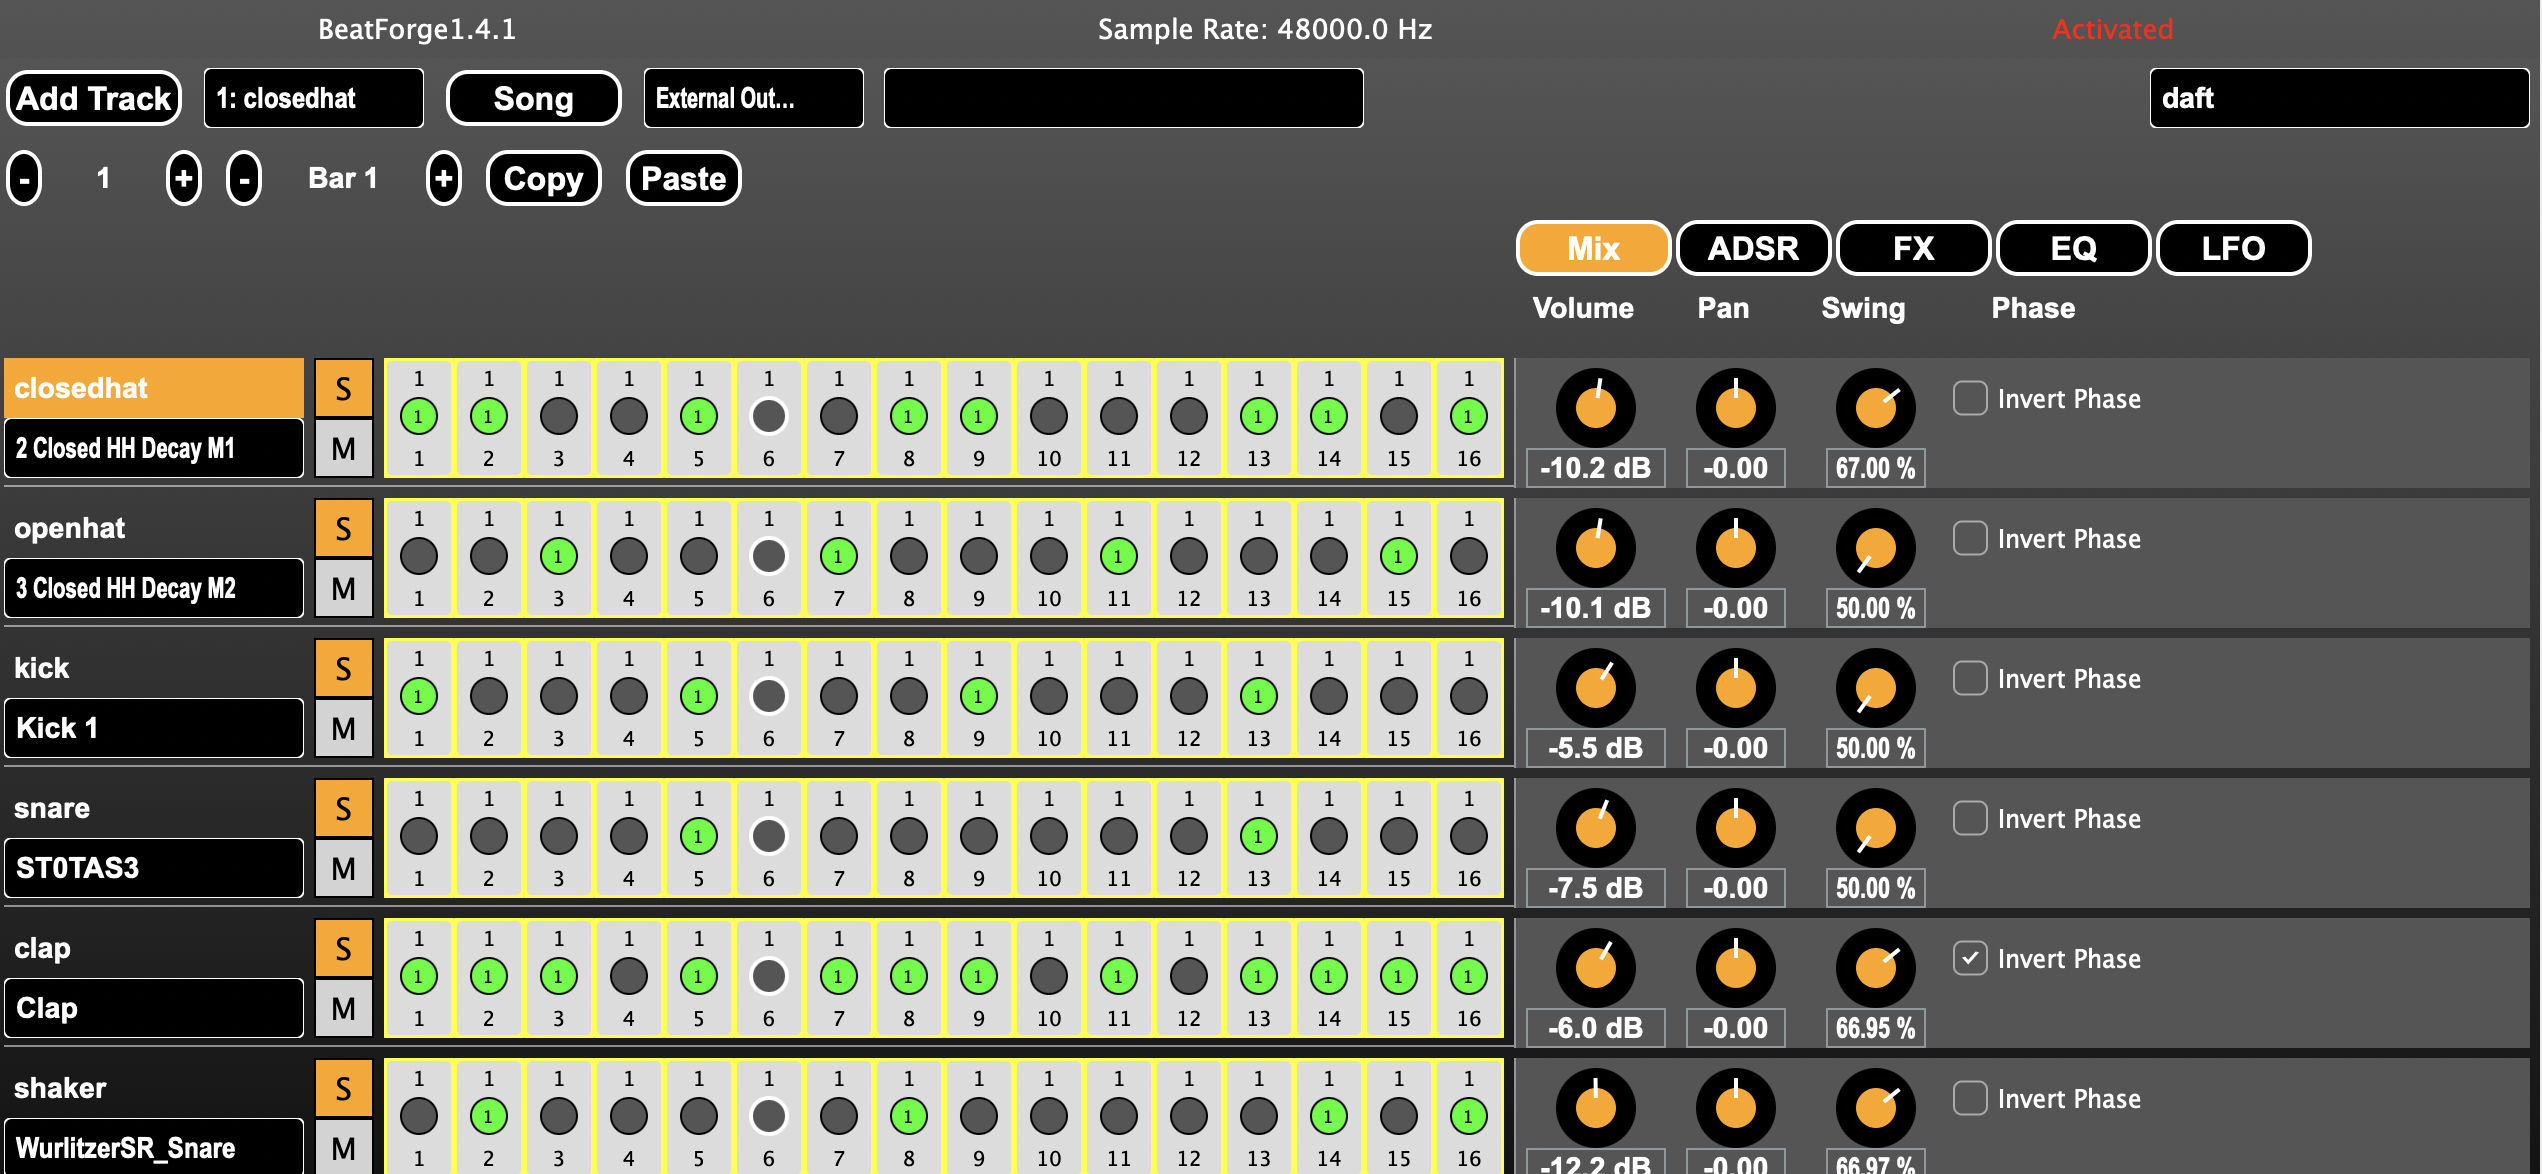 BeatForge1.4.1 Sample Rate: 48000.0 Hz Activated
Add Track 1: closedhat Song External Out... daft
- 1 + - Bar 1 + Copy Paste
Mix ADSR FX EQ LFO
Volume Pan Swing Phase
closedhat S 1 1 1 1 1 1 1 1 1 1 1 1 1 1 1 1
1 1 1 1 1 1 1 1 Invert Phase
2 Closed HH Decay M1 M 1 2 3 4 5 6 7 8 9 10 11 12 13 14 15 16 -10.2 dB -0.00 67.00 %
openhat S 1 1 1 1 1 1 1 1 1 1 1 1 1 1 1 1
1 1 1 1 Invert Phase
3 Closed HH Decay M2 M 1 2 3 4 5 6 7 8 9 10 11 12 13 14 15 16 -10.1 dB -0.00 50.00 %
kick S 1 1 1 1 1 1 1 1 1 1 1 1 1 1 1 1
1 1 1 1 Invert Phase
Kick 1 M 1 2 3 4 5 6 7 8 9 10 11 12 13 14 15 16 -5.5 dB -0.00 50.00 %
snare S 1 1 1 1 1 1 1 1 1 1 1 1 1 1 1 1
1 1 Invert Phase
ST0TAS3 M 1 2 3 4 5 6 7 8 9 10 11 12 13 14 15 16 -7.5 dB -0.00 50.00 %
clap S 1 1 1 1 1 1 1 1 1 1 1 1 1 1 1 1
1 1 1 1 1 1 1 1 1 1 1 1 Invert Phase
Clap M 1 2 3 4 5 6 7 8 9 10 11 12 13 14 15 16 -6.0 dB -0.00 66.95 %
shaker S 1 1 1 1 1 1 1 1 1 1 1 1 1 1 1 1
1 1 1 1 Invert Phase
WurlitzerSR_Snare M 1 2 3 4 5 6 7 8 9 10 11 12 13 14 15 16 -12.2 dB -0.00 66.97 %